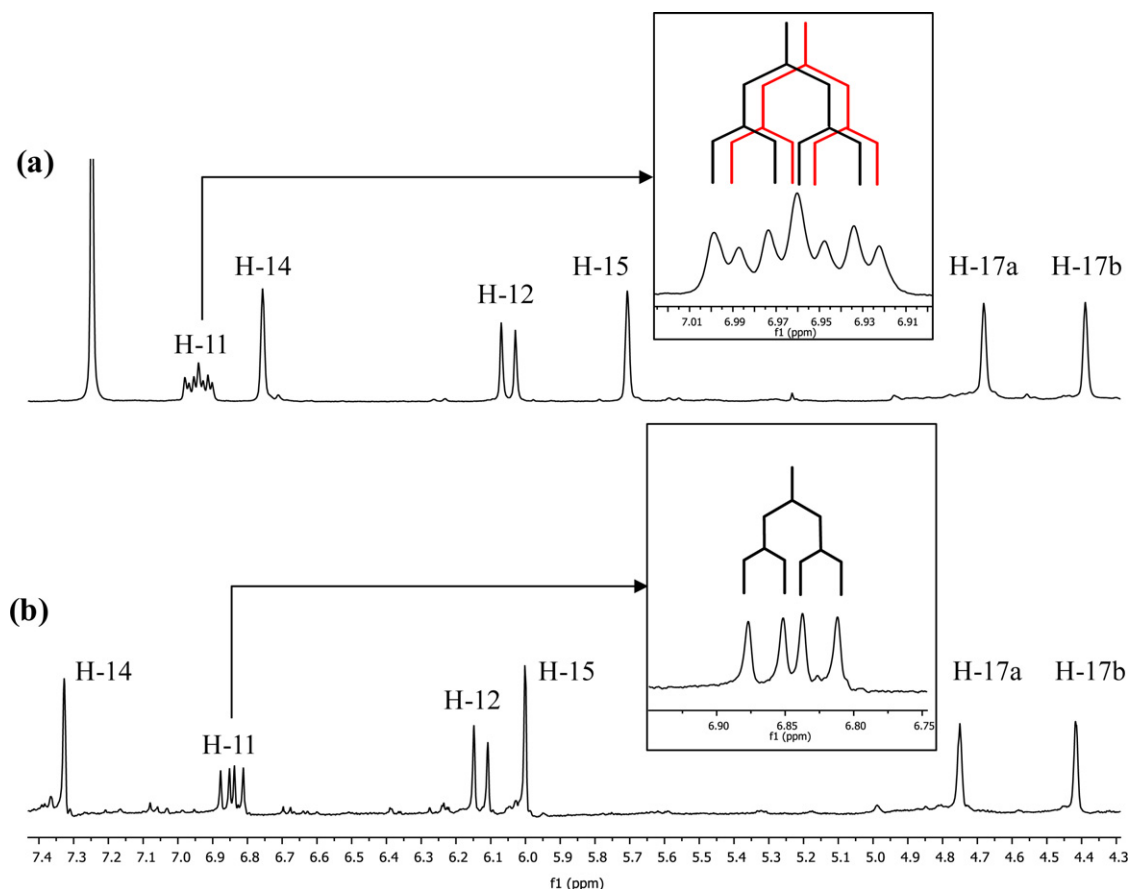 (a)
H-11
H-14
H-12
H-15
H-17a
H-17b
7.01 6.99 6.97 6.95 6.93 6.91
f1 (ppm)
(b)
H-14
H-11
H-12
H-15
H-17a
H-17b
6.90 6.85 6.80 6.75
f1 (ppm)
7.4 7.3 7.2 7.1 7.0 6.9 6.8 6.7 6.6 6.5 6.4 6.3 6.2 6.1 6.0 5.9 5.8 5.7 5.6 5.5 5.4 5.3 5.2 5.1 5.0 4.9 4.8 4.7 4.6 4.5 4.4 4.3
f1 (ppm)